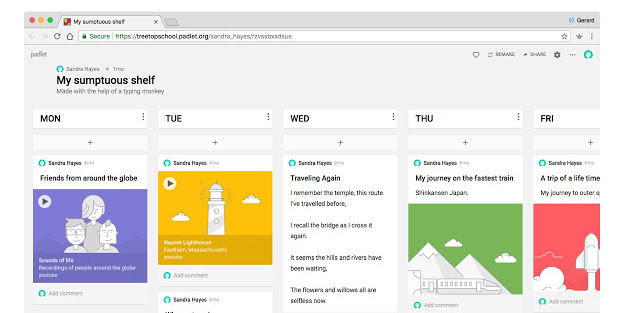 My sumptuous shelf
Gerard
Secure https://treetopschool.padlet.org/sandra_hayes/rzvssbxadsue
padlet
REMAKE SHARE
Sandra Hayes 1mo
My sumptuous shelf
Made with the help of a typing monkey
MON TUE WED THU FRI
+ + + + +
Sandra Hayes 6mo
Friends from around the globe
Sounds of life
Recordings of people around the globe
youtube
Add comment
Sandra Hayes 6mo
Nauset Lighthouse
Eastham, Massachusetts
youtube
Add comment
Sandra Hayes 6mo
Sandra Hayes 6mo
Traveling Again
I remember the temple, this route
I've travelled before,
I recall the bridge as I cross it
again.
It seems the hills and rivers have
been waiting,
The flowers and willows all are
selfless now.
Sandra Hayes 6mo
My journey on the fastest train
Shinkansen Japan.
Add comment
Sandra Hayes 6mo
A trip of a life time
My journey to outer s
Add comment